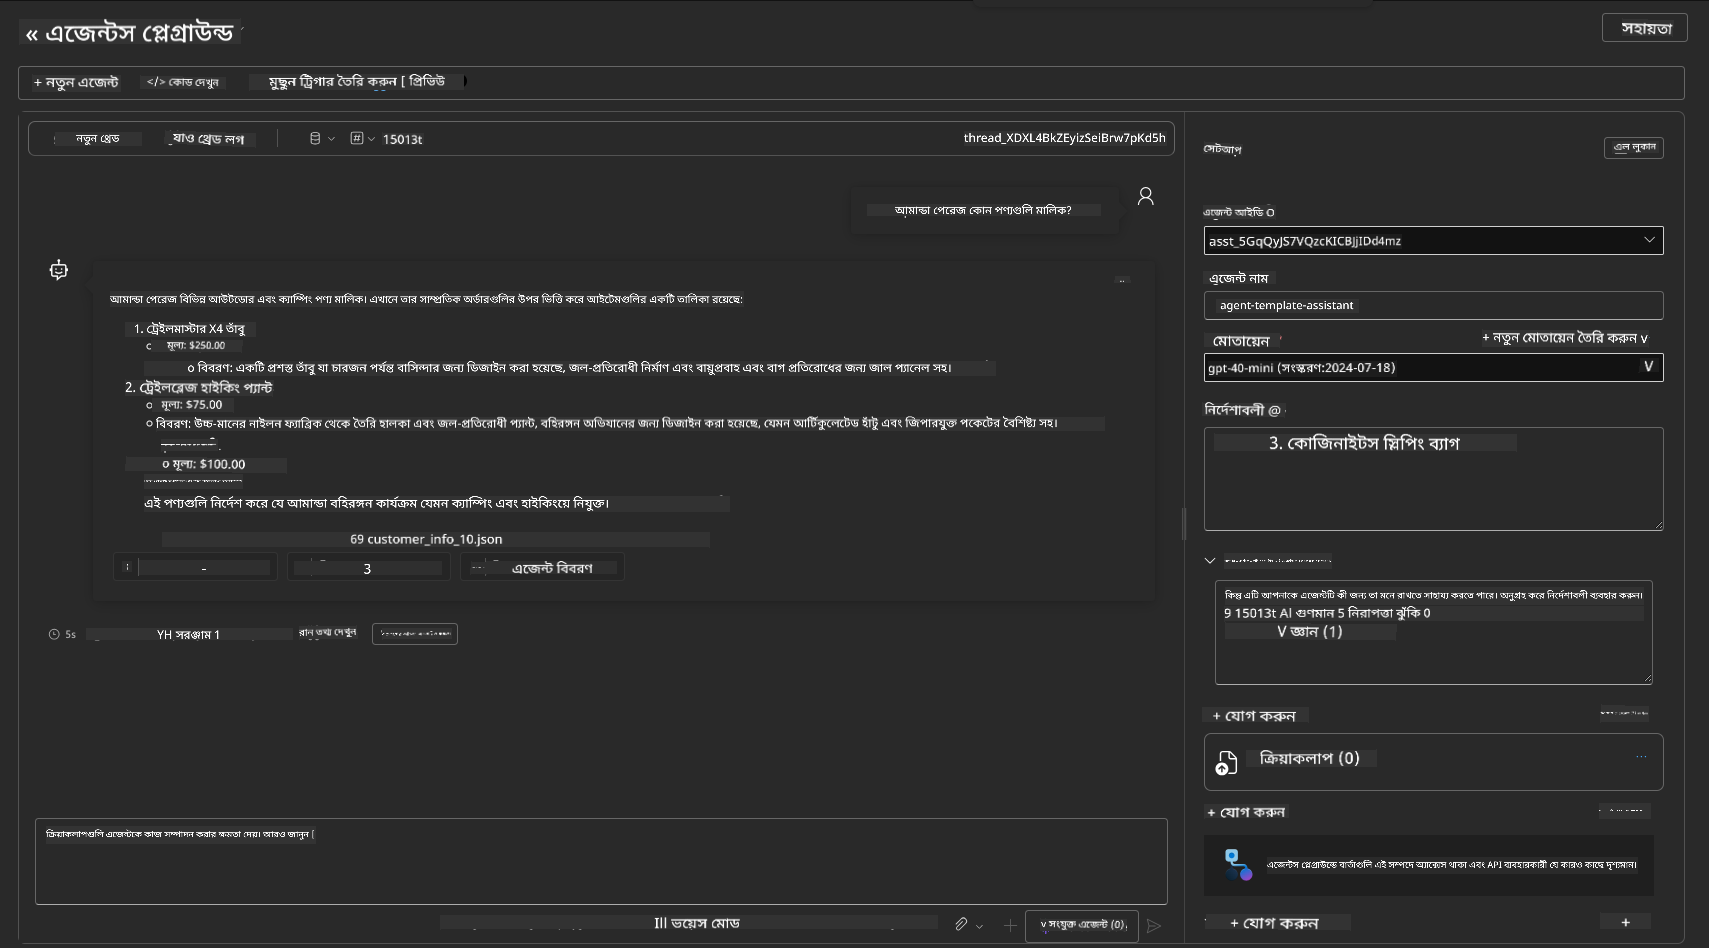 « এজেন্টস প্লেগ্রাউন্ড
সহায়তা
+ নতুন এজেন্ট </> কোড দেখুন মুছুন ট্রিগার তৈরি করুন [ প্রিভিউ
নতুন থ্রেড যাও থ্রেড লগ 15013t thread_XDXL4BkZEyizSeiBrw7pKd5h
আমান্ডা পেরেজ কোন পণ্যগুলি মালিক?
আমান্ডা পেরেজ বিভিন্ন আউটডোর এবং ক্যাম্পিং পণ্য মালিক। এখানে তার সাম্প্রতিক অর্ডারগুলির উপর ভিত্তি করে আইটেমগুলির একটি তালিকা রয়েছে:
1. ট্রেইলমাস্টার X4 তাঁবু
মূল্য: $250.00
o বিবরণ: একটি প্রশস্ত তাঁবু যা চারজন পর্যন্ত বাসিন্দার জন্য ডিজাইন করা হয়েছে, জল-প্রতিরোধী নির্মাণ এবং বায়ুপ্রবাহ এবং বাগ প্রতিরোধের জন্য জাল প্যানেল সহ।
2. ট্রেইলব্লেজ হাইকিং প্যান্ট
o মূল্য: $75.00
o বিবরণ: উচ্চ-মানের নাইলন ফ্যাব্রিক থেকে তৈরি হালকা এবং জল-প্রতিরোধী প্যান্ট, বহিরঙ্গন অভিযানের জন্য ডিজাইন করা হয়েছে, যেমন আর্টিকুলেটেড হাঁটু এবং জিপারযুক্ত পকেটের বৈশিষ্ট্য সহ।
o মূল্য: $100.00
এই পণ্যগুলি নির্দেশ করে যে আমান্ডা বহিরঙ্গন কার্যক্রম যেমন ক্যাম্পিং এবং হাইকিংয়ে নিযুক্ত।
69 customer_info_10.json
- 3 এজেন্ট বিবরণ
5s YH সরঞ্জাম 1 রান তথ্য দেখুন
ক্রিয়াকলাপগুলি এজেন্টকে কাজ সম্পাদন করার ক্ষমতা দেয়। আরও জানুন [
Ill ভয়েস মোড
v সংযুক্ত এজেন্ট (0)
সেটআপ
এল লুকান
এজেন্ট আইডি O
asst_5GqQyJS7VQzcKICBjJIDd4mz
এজেন্ট নাম
agent-template-assistant
মোতায়েন + নতুন মোতায়েন তৈরি করুন v
gpt-40-mini (সংস্করণ:2024-07-18) V
নির্দেশাবলী @
3. কোজিনাইটস স্লিপিং ব্যাগ
কিন্তু এটি আপনাকে এজেন্টটি কী জন্য তা মনে রাখতে সাহায্য করতে পারে। অনুগ্রহ করে নির্দেশাবলী ব্যবহার করুন।
9 15013t Al গুণমান 5 নিরাপত্তা ঝুঁকি 0
V জ্ঞান (1)
+ যোগ করুন
ক্রিয়াকলাপ (0) ...
+ যোগ করুন
এজেন্টস প্লেগ্রাউন্ডে বার্তাগুলি এই সম্পদে অ্যাক্সেস থাকা এবং API ব্যবহারকারী যে কারও কাছে দৃশ্যমান।
+ যোগ করুন +